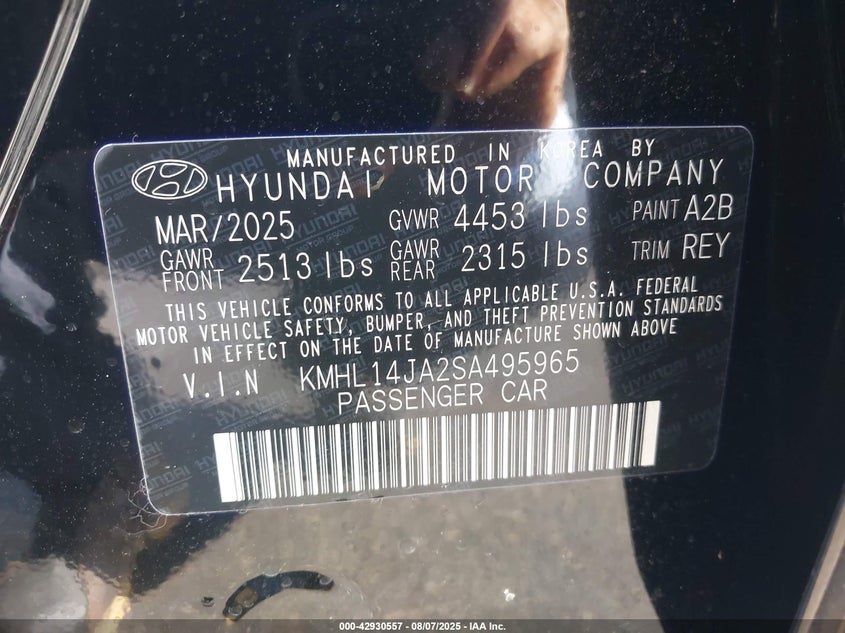 MANUFACTURED IN KOREA BY
HYUNDAI MOTOR COMPANY
MAR/2025 GVWR 4453 lbs PAINT A2B
GAWR FRONT 2513 lbs GAWR REAR 2315 lbs TRIM REY
THIS VEHICLE CONFORMS TO ALL APPLICABLE U.S.A. FEDERAL
MOTOR VEHICLE SAFETY, BUMPER, AND THEFT PREVENTION STANDARDS
IN EFFECT ON THE DATE OF MANUFACTURE SHOWN ABOVE
V.I.N KMHL14JA2SA495965
PASSENGER CAR
000-42930557 - 08/07/2025 - IAA Inc.